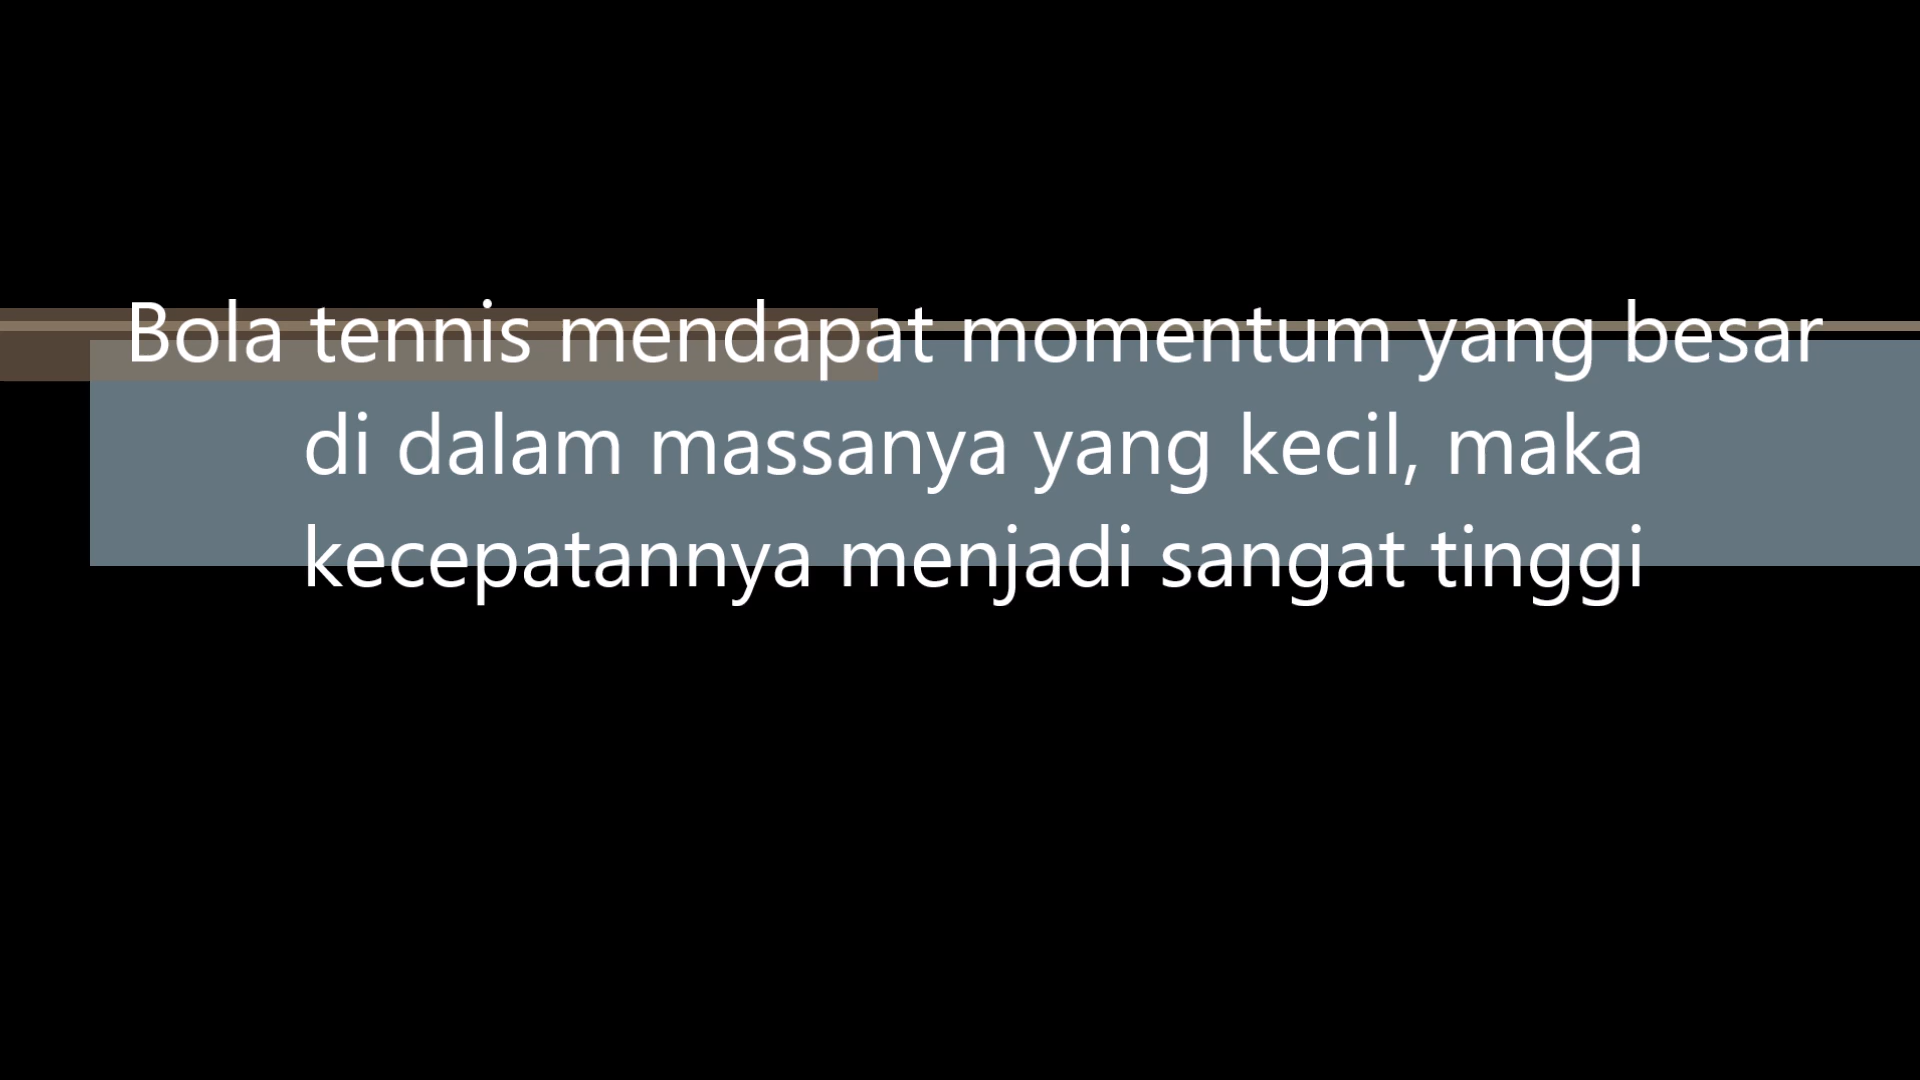 Bola tennis mendapat momentum yang besar
di dalam massanya yang kecil, maka
kecepatannya menjadi sangat tinggi